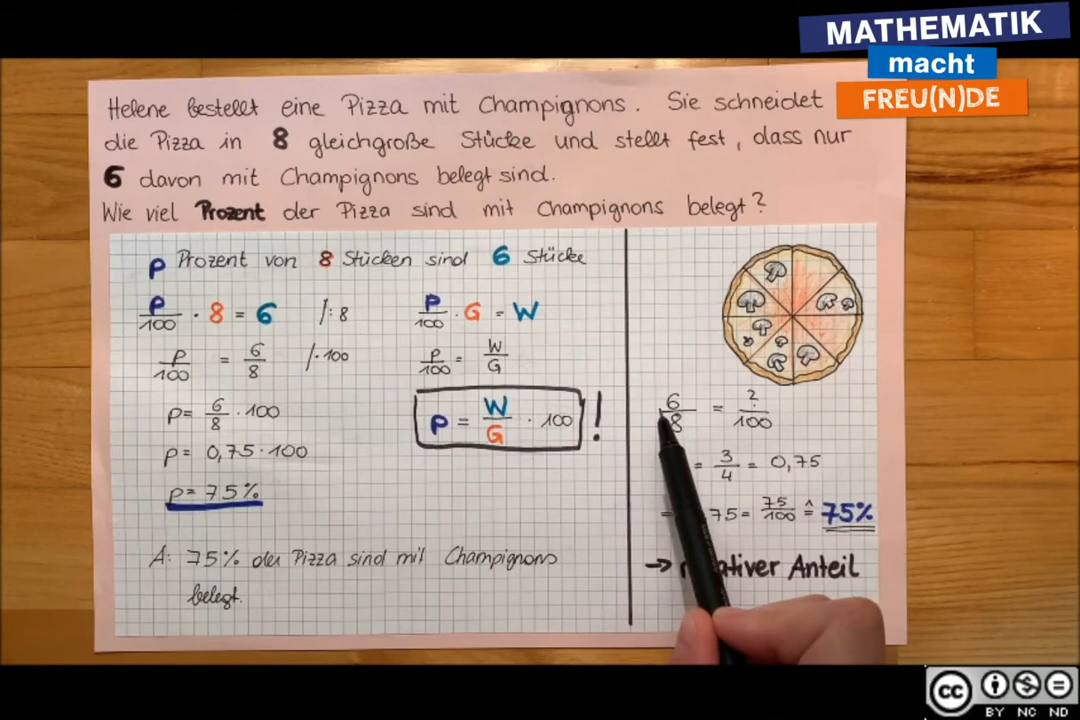 MATHEMATIK
macht
FREU(N)DE
Helene bestellt eine Pizza mit Champignons. Sie schneidet
die Pizza in 8 gleichgroße Stücke und stellt fest, dass nur
6 davon mit Champignons belegt sind.
Wie viel Prozent der Pizza sind mit Champignons belegt?
p Prozent von 8 Stücken sind 6 Stücke
p/100 · 8 = 6 /:8
p/100 = 6/8 /·100
p = 6/8 · 100
p = 0,75·100
p = 75%
A: 75% der Pizza sind mit Champignons
belegt.
p/100 · G = W
p/100 = W/G
p = W/G · 100 !
6/8 = ?/100
= 3/4 = 0,75
= 75 = 75/100 ≙ 75%
→ Anteil
cc
BY NC ND